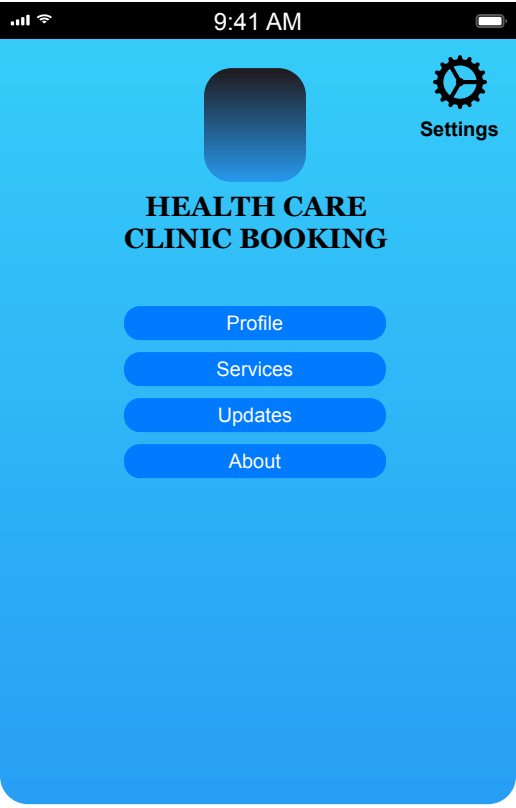 9:41 AM
Settings
HEALTH CARE
CLINIC BOOKING
Profile
Services
Updates
About